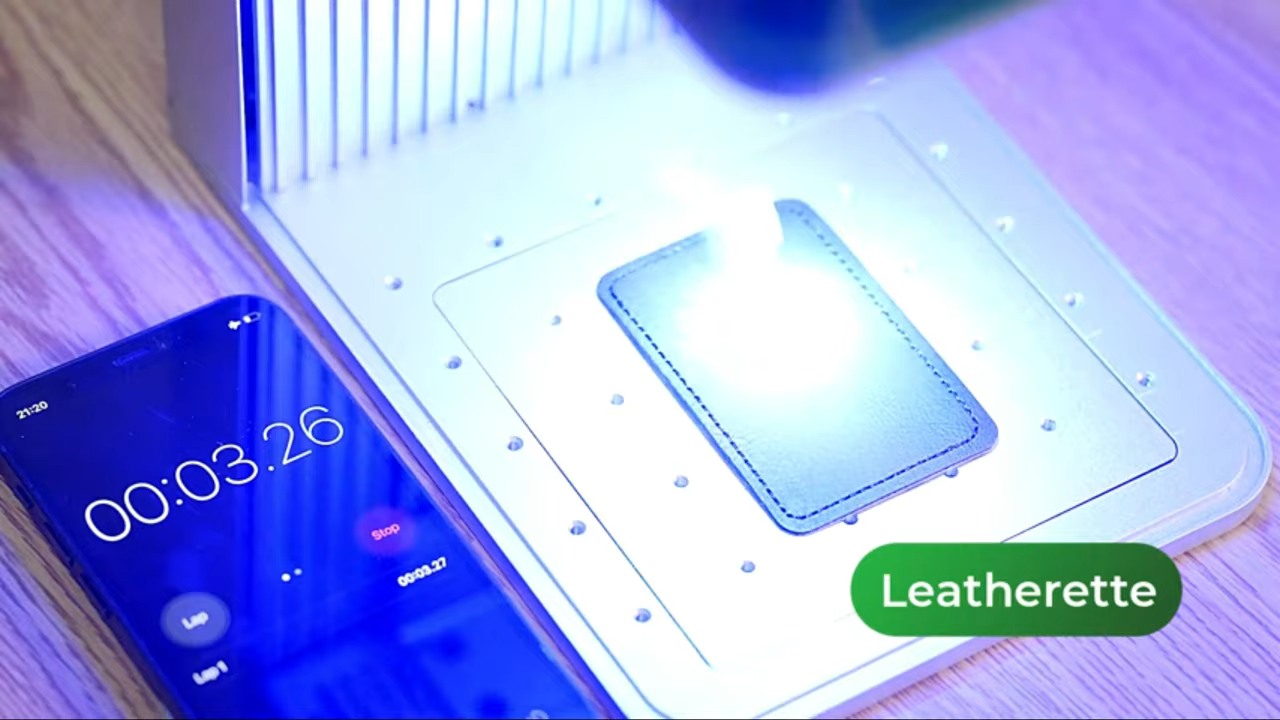 21:20
00:03.26
Stop
00:03.27
Lap
Lap 1
Leatherette